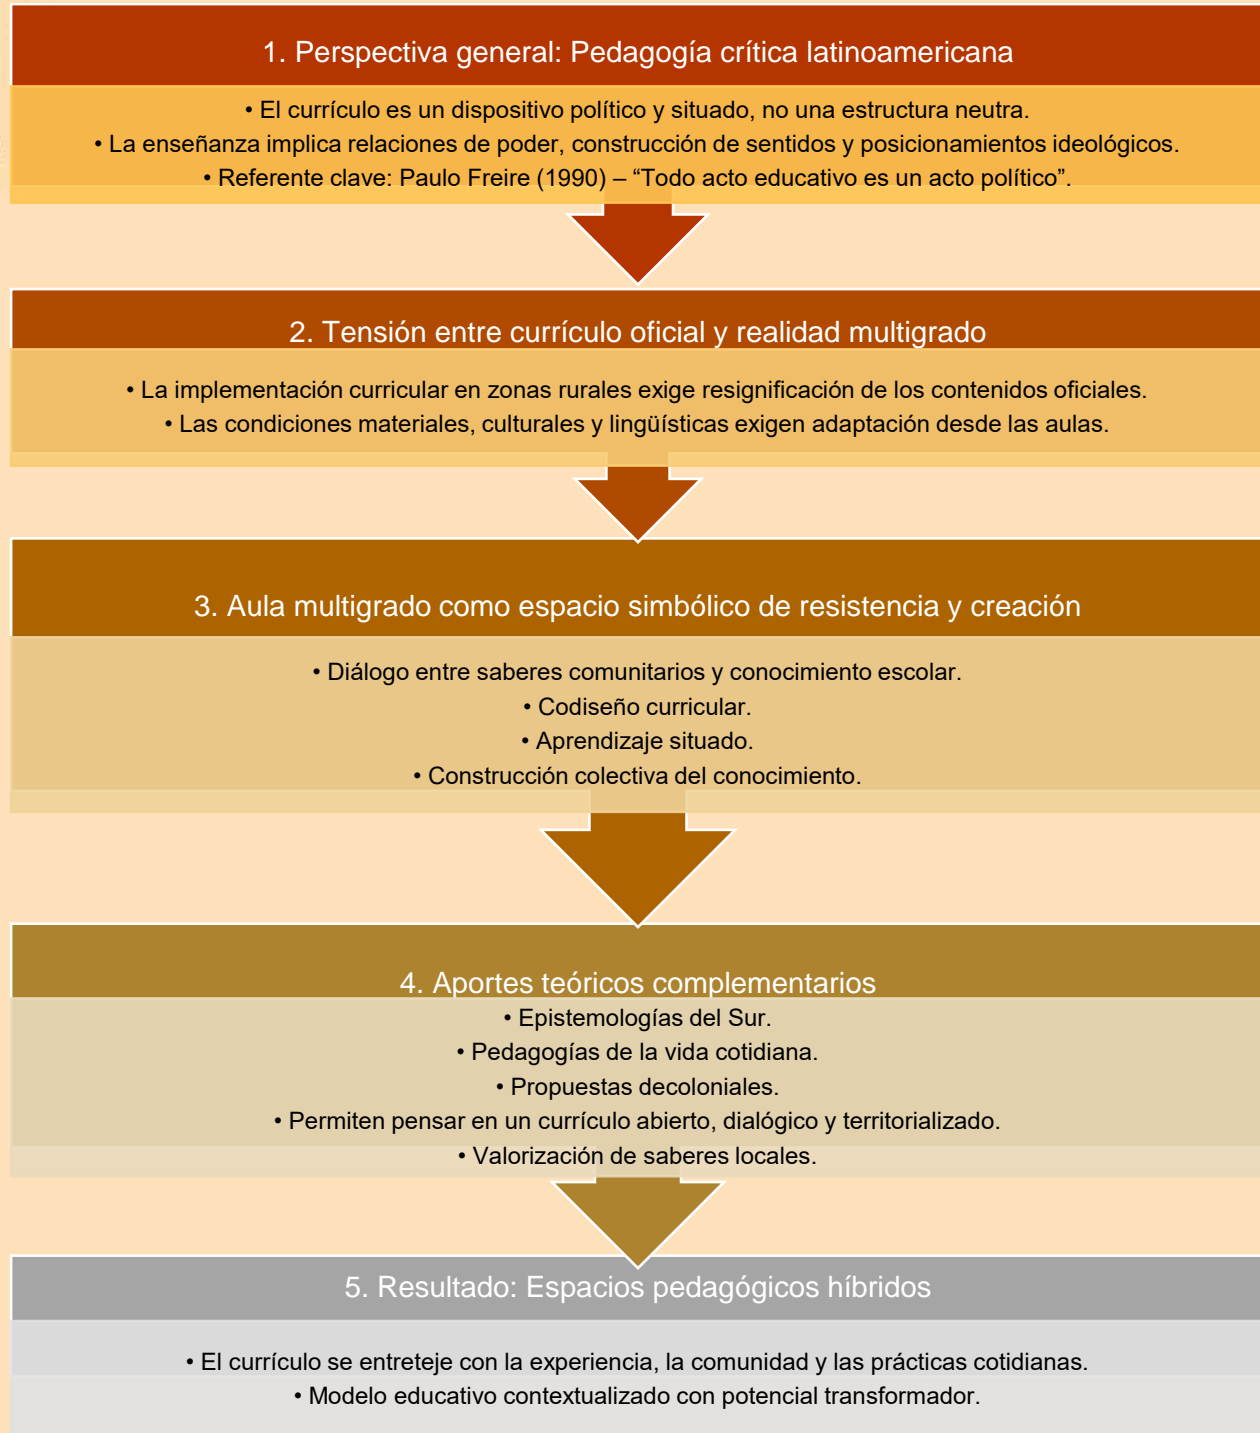 1. Perspectiva general: Pedagogía crítica latinoamericana
• El currículo es un dispositivo político y situado, no una estructura neutra.
• La enseñanza implica relaciones de poder, construcción de sentidos y posicionamientos ideológicos.
• Referente clave: Paulo Freire (1990) – “Todo acto educativo es un acto político”.
2. Tensión entre currículo oficial y realidad multigrado
• La implementación curricular en zonas rurales exige resignificación de los contenidos oficiales.
• Las condiciones materiales, culturales y lingüísticas exigen adaptación desde las aulas.
3. Aula multigrado como espacio simbólico de resistencia y creación
• Diálogo entre saberes comunitarios y conocimiento escolar.
• Codiseño curricular.
• Aprendizaje situado.
• Construcción colectiva del conocimiento.
4. Aportes teóricos complementarios
• Epistemologías del Sur.
• Pedagogías de la vida cotidiana.
• Propuestas decoloniales.
• Permiten pensar en un currículo abierto, dialógico y territorializado.
• Valorización de saberes locales.
5. Resultado: Espacios pedagógicos híbridos
• El currículo se entreteje con la experiencia, la comunidad y las prácticas cotidianas.
• Modelo educativo contextualizado con potencial transformador.